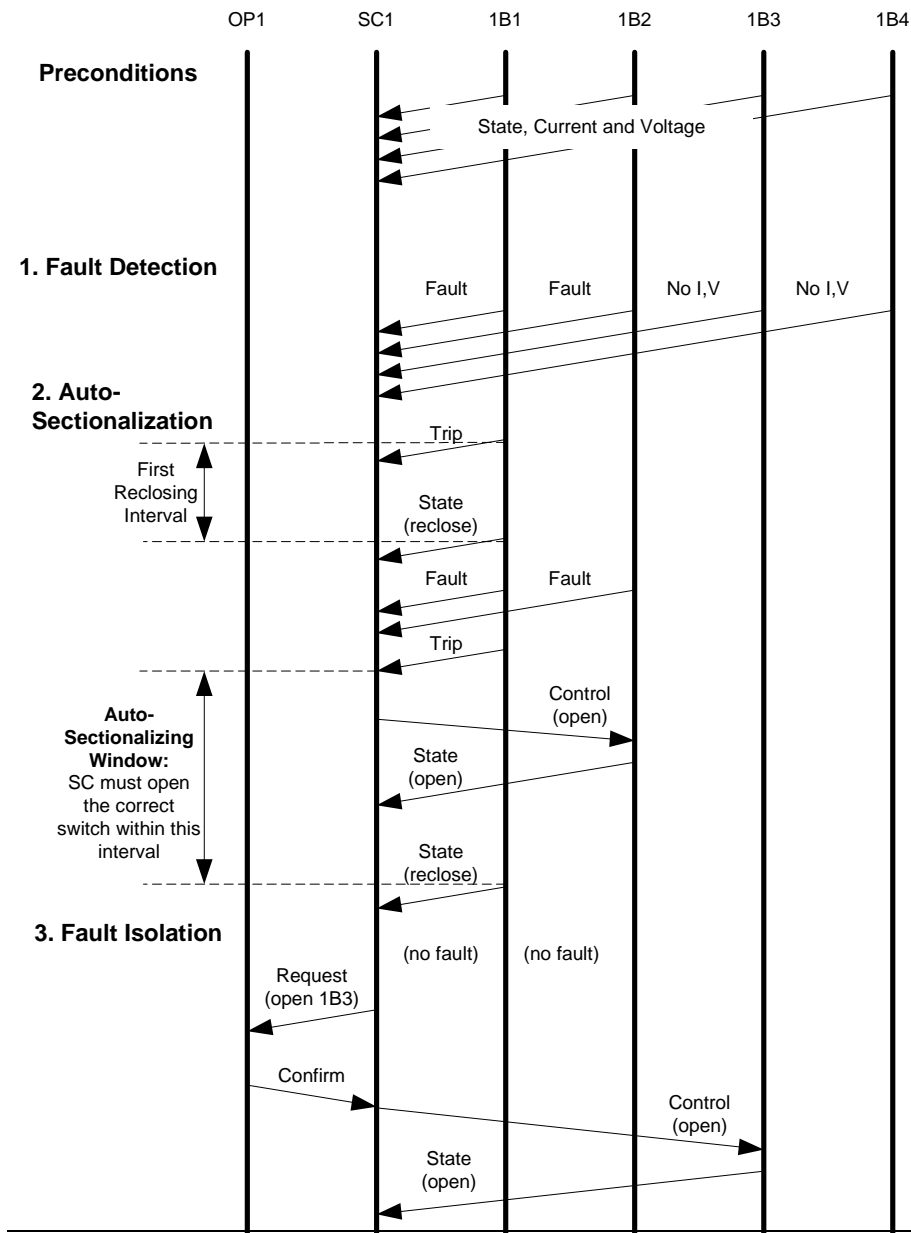 OP1 SC1 1B1 1B2 1B3 1B4
Preconditions
State, Current and Voltage
1. Fault Detection
Fault Fault No I,V No I,V
2. Auto-
Sectionalization
Trip
First
Reclosing
Interval
State
(reclose)
Fault Fault
Trip
Auto-
Sectionalizing
Window:
SC must open
the correct
switch within this
interval
Control
(open)
State
(open)
State
(reclose)
3. Fault Isolation
(no fault) (no fault)
Request
(open 1B3)
Confirm
Control
(open)
State
(open)